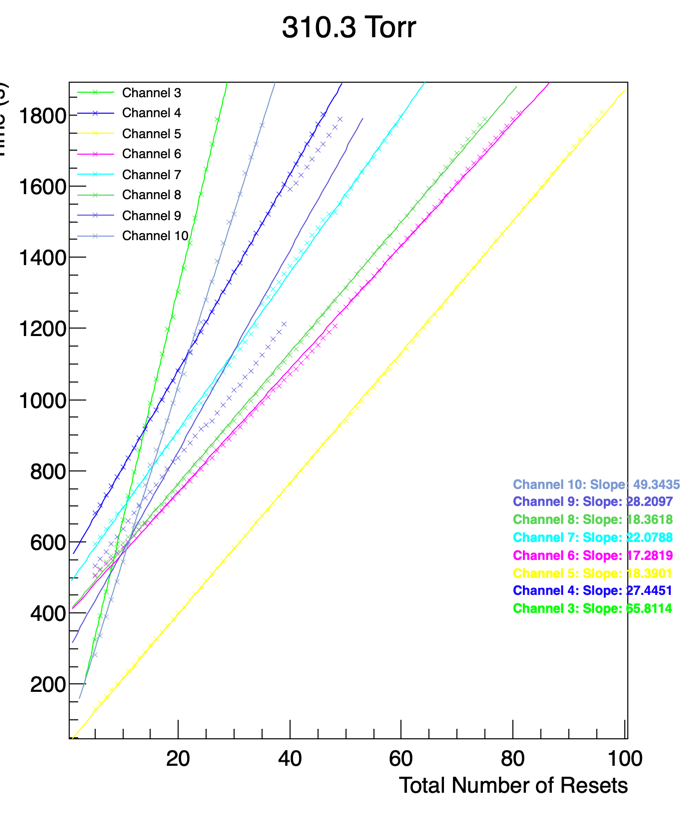 310.3 Torr
Channel 3
Channel 4
Channel 5
Channel 6
Channel 7
Channel 8
Channel 9
Channel 10
1800
1600
1400
1200
1000
800
600
400
200
Channel 10: Slope: 49.3435
Channel 9: Slope: 28.2097
Channel 8: Slope: 18.3618
Channel 7: Slope: 22.0788
Channel 6: Slope: 17.2819
Channel 5: Slope: 18.3901
Channel 4: Slope: 27.4451
Channel 3: Slope: 65.8114
20 40 60 80 100
Total Number of Resets